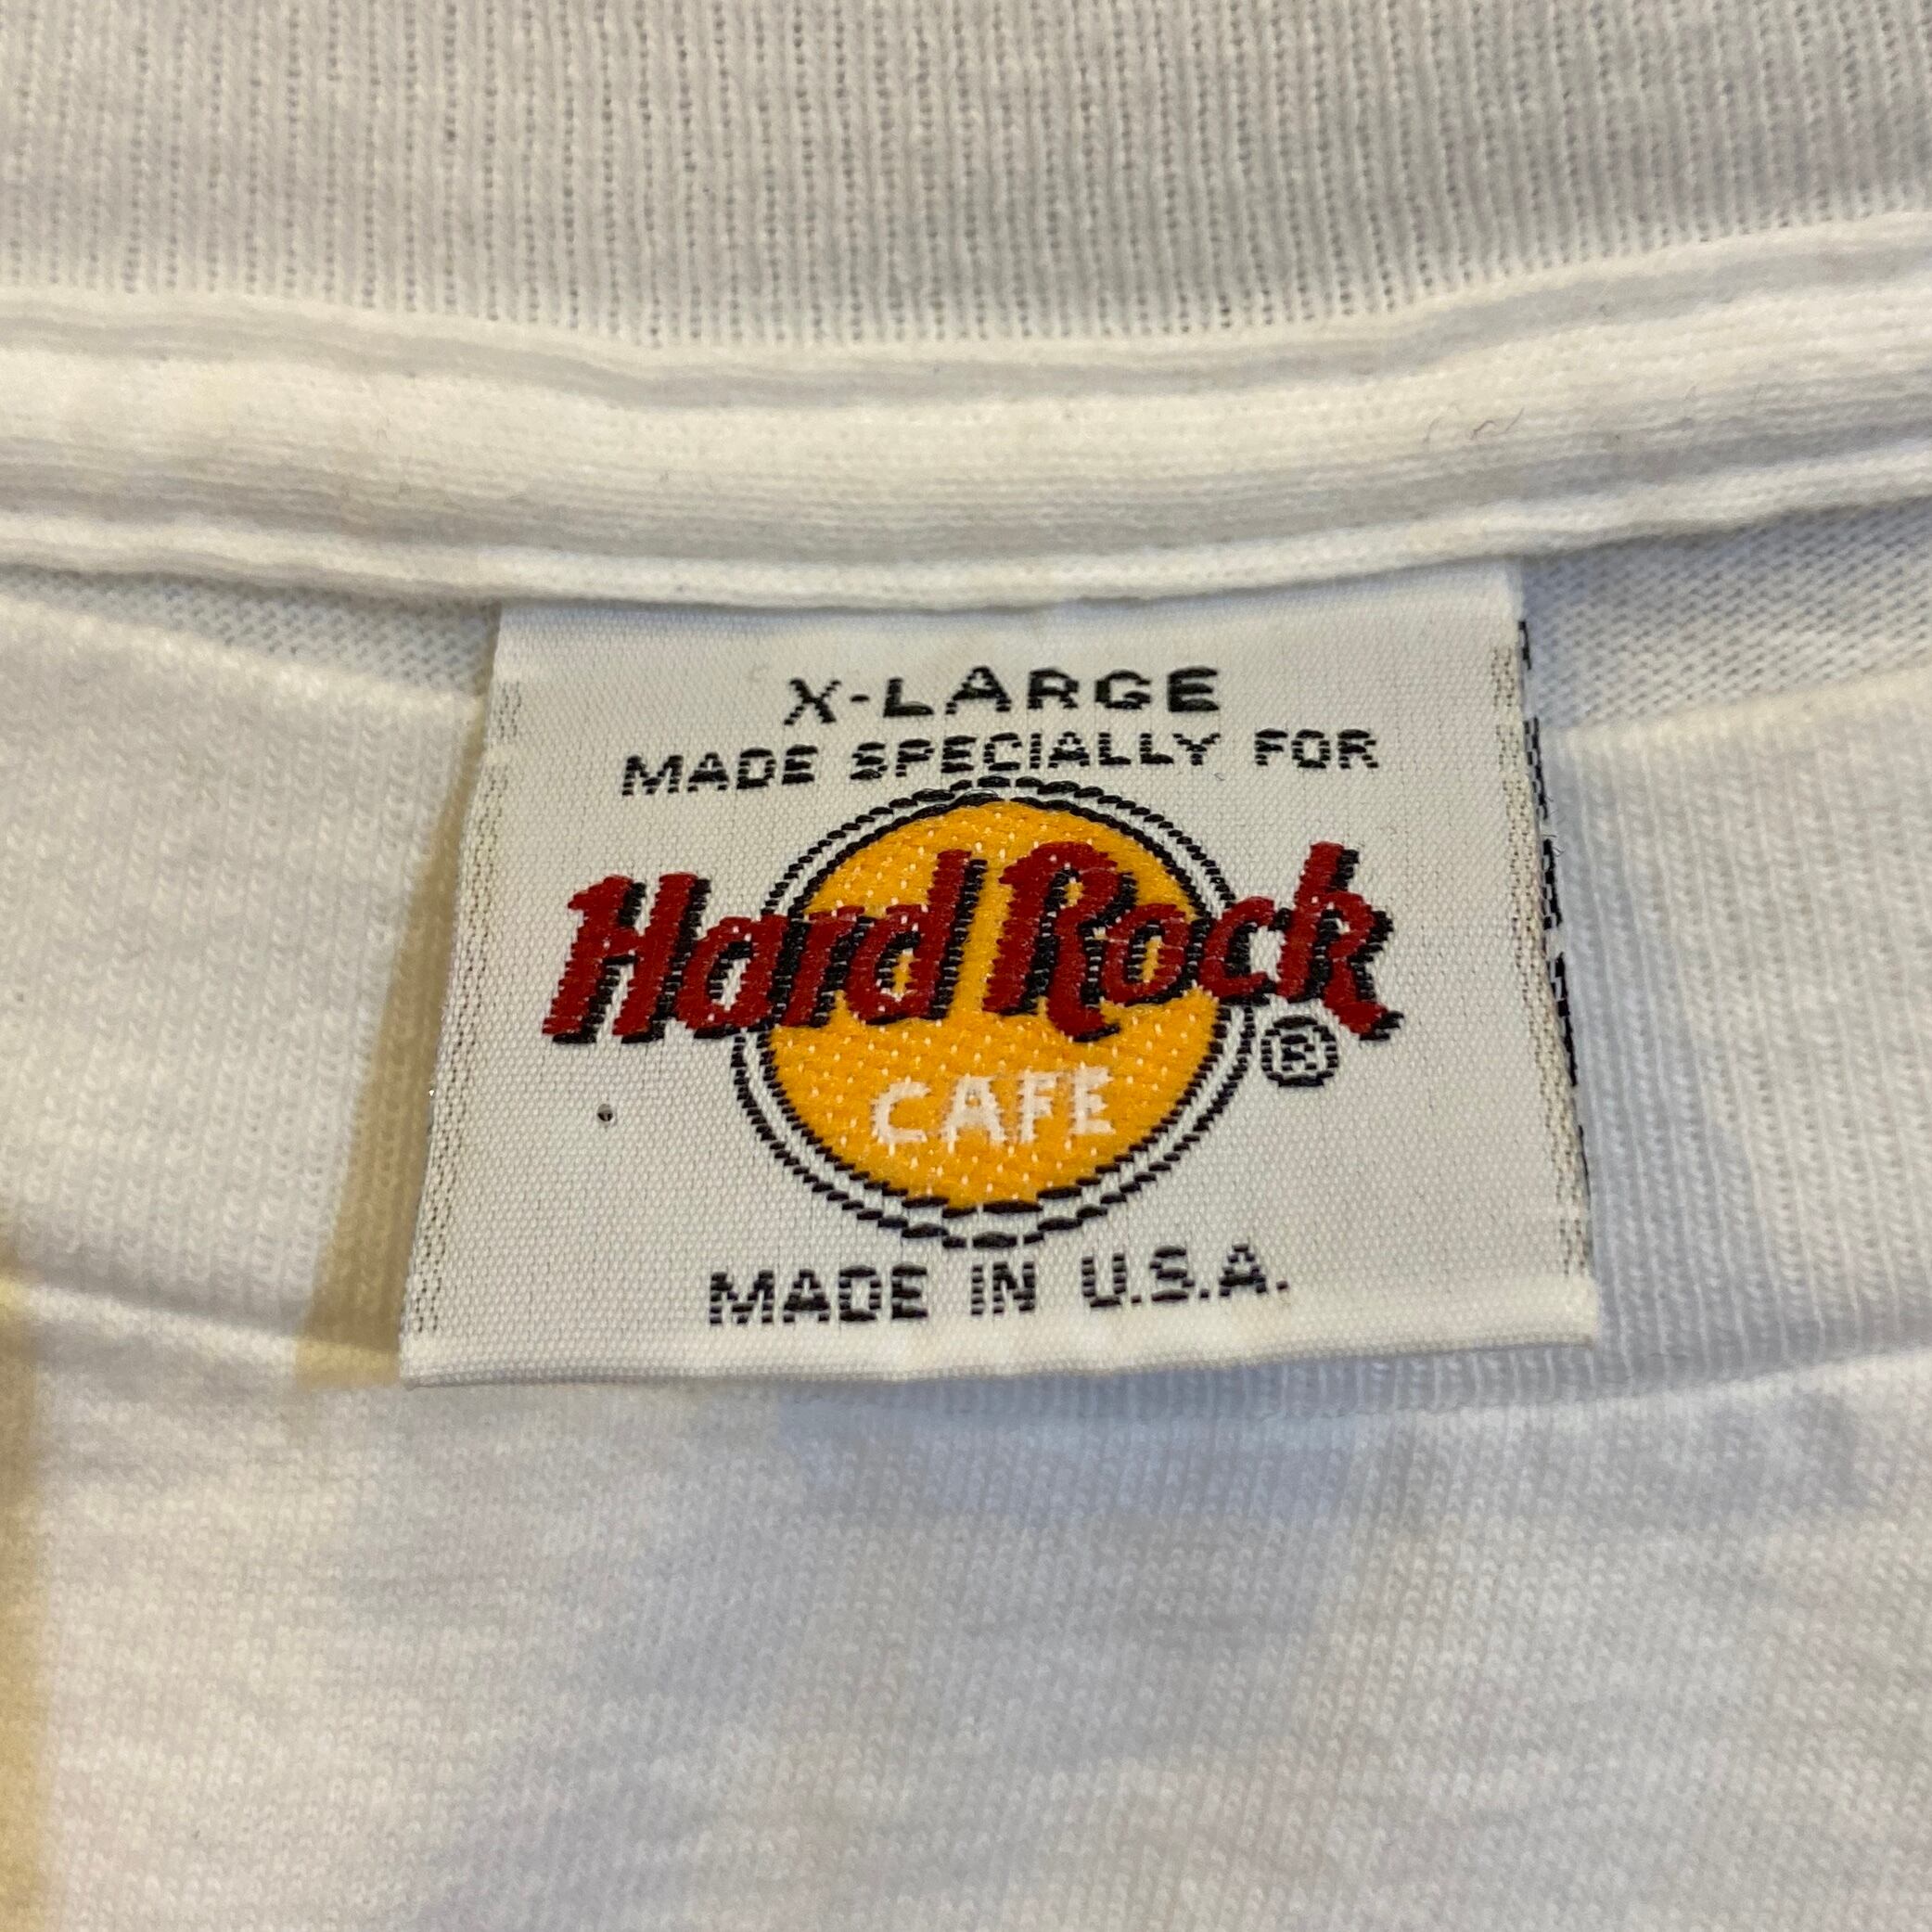 X-LARGE
MADE SPECIALLY FOR
Hard Rock
®
CAFE
MADE IN U.S.A.